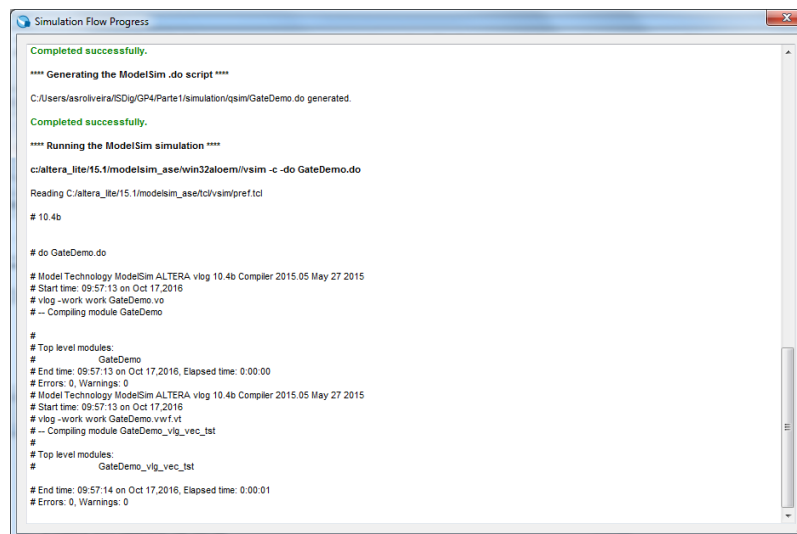 Simulation Flow Progress
Completed successfully.
**** Generating the ModelSim .do script ****
C:/Users/asroliveira/ISDig/GP4/Parte1/simulation/qsim/GateDemo.do generated.
Completed successfully.
**** Running the ModelSim simulation ****
c:/altera_lite/15.1/modelsim_ase/win32aloem//vsim -c -do GateDemo.do
Reading C:/altera_lite/15.1/modelsim_ase/tcl/vsim/pref.tcl
# 10.4b
# do GateDemo.do
# Model Technology ModelSim ALTERA vlog 10.4b Compiler 2015.05 May 27 2015
# Start time: 09:57:13 on Oct 17,2016
# vlog -work work GateDemo.vo
# -- Compiling module GateDemo
#
# Top level modules:
# GateDemo
# End time: 09:57:13 on Oct 17,2016, Elapsed time: 0:00:00
# Errors: 0, Warnings: 0
# Model Technology ModelSim ALTERA vlog 10.4b Compiler 2015.05 May 27 2015
# Start time: 09:57:13 on Oct 17,2016
# vlog -work work GateDemo.vwf.vt
# -- Compiling module GateDemo_vlg_vec_tst
#
# Top level modules:
# GateDemo_vlg_vec_tst
# End time: 09:57:14 on Oct 17,2016, Elapsed time: 0:00:01
# Errors: 0, Warnings: 0